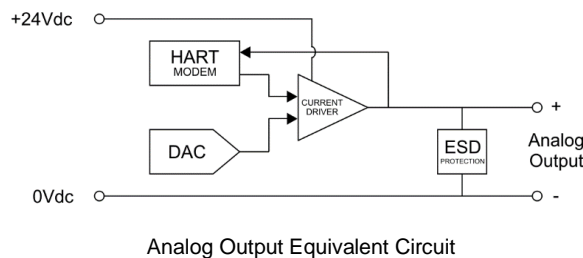 +24Vdc
HART
MODEM
CURRENT
DRIVER
+
DAC
ESD
PROTECTION
Analog
Output
0Vdc
-
Analog Output Equivalent Circuit